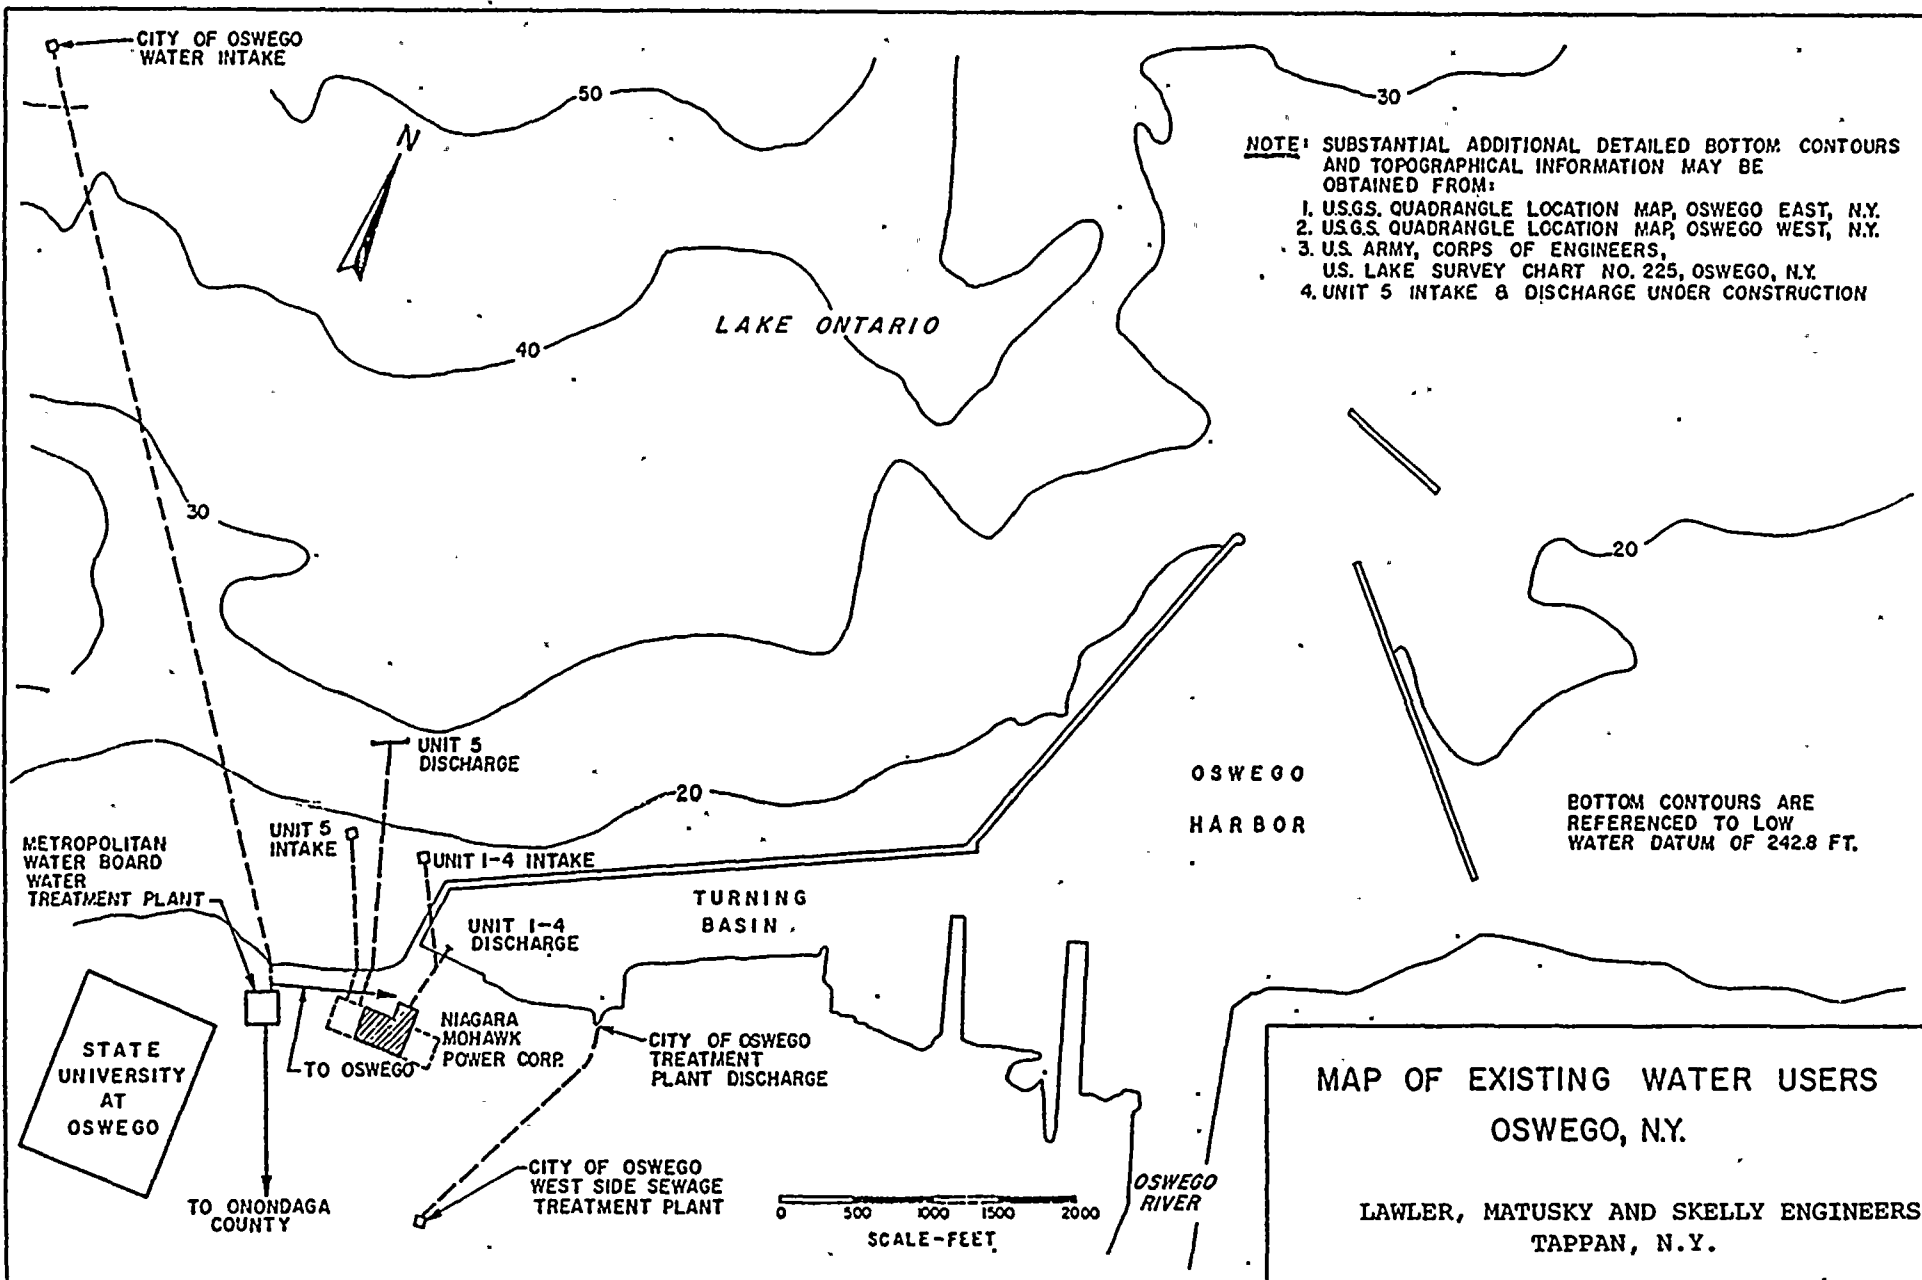 CITY OF OSWEGO
WATER INTAKE
50
30
N
NOTE: SUBSTANTIAL ADDITIONAL DETAILED BOTTOM CONTOURS
AND TOPOGRAPHICAL INFORMATION MAY BE
OBTAINED FROM:
1. U.S.G.S. QUADRANGLE LOCATION MAP, OSWEGO EAST, N.Y.
2. U.S.G.S. QUADRANGLE LOCATION MAP, OSWEGO WEST, N.Y.
3. U.S. ARMY, CORPS OF ENGINEERS,
U.S. LAKE SURVEY CHART NO. 225, OSWEGO, N.Y.
4. UNIT 5 INTAKE & DISCHARGE UNDER CONSTRUCTION
LAKE ONTARIO
40
30
20
UNIT 5
DISCHARGE
20
OSWEGO
HARBOR
BOTTOM CONTOURS ARE
REFERENCED TO LOW
WATER DATUM OF 242.8 FT.
UNIT 5
INTAKE
METROPOLITAN
WATER BOARD
WATER
TREATMENT PLANT
UNIT 1-4 INTAKE
TURNING
BASIN
UNIT 1-4
DISCHARGE
NIAGARA
MOHAWK
POWER CORP.
CITY OF OSWEGO
TREATMENT
PLANT DISCHARGE
TO OSWEGO
STATE
UNIVERSITY
AT
OSWEGO
MAP OF EXISTING WATER USERS
OSWEGO, N.Y.
CITY OF OSWEGO
WEST SIDE SEWAGE
TREATMENT PLANT
OSWEGO
RIVER
TO ONONDAGA
COUNTY
0 500 1000 1500 2000
SCALE-FEET
LAWLER, MATUSKY AND SKELLY ENGINEERS
TAPPAN, N.Y.